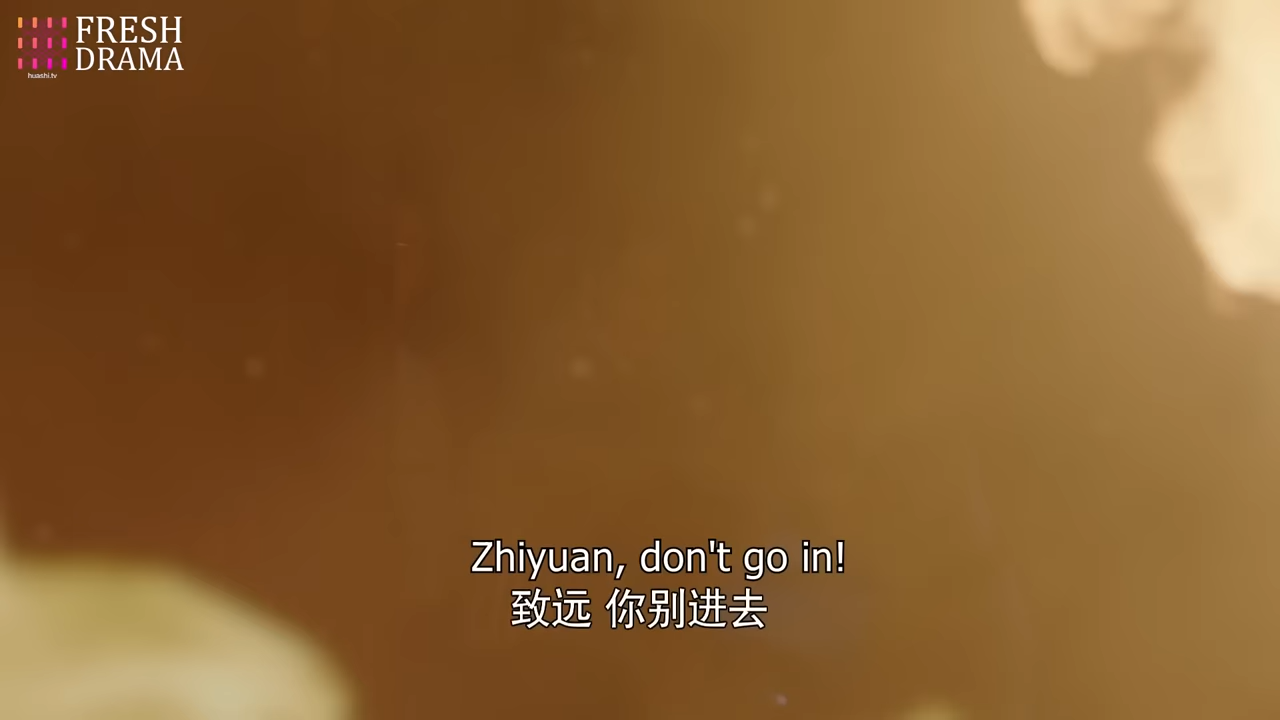 FRESH
DRAMA
huashi.tv
Zhiyuan, don't go in!
致远 你别进去